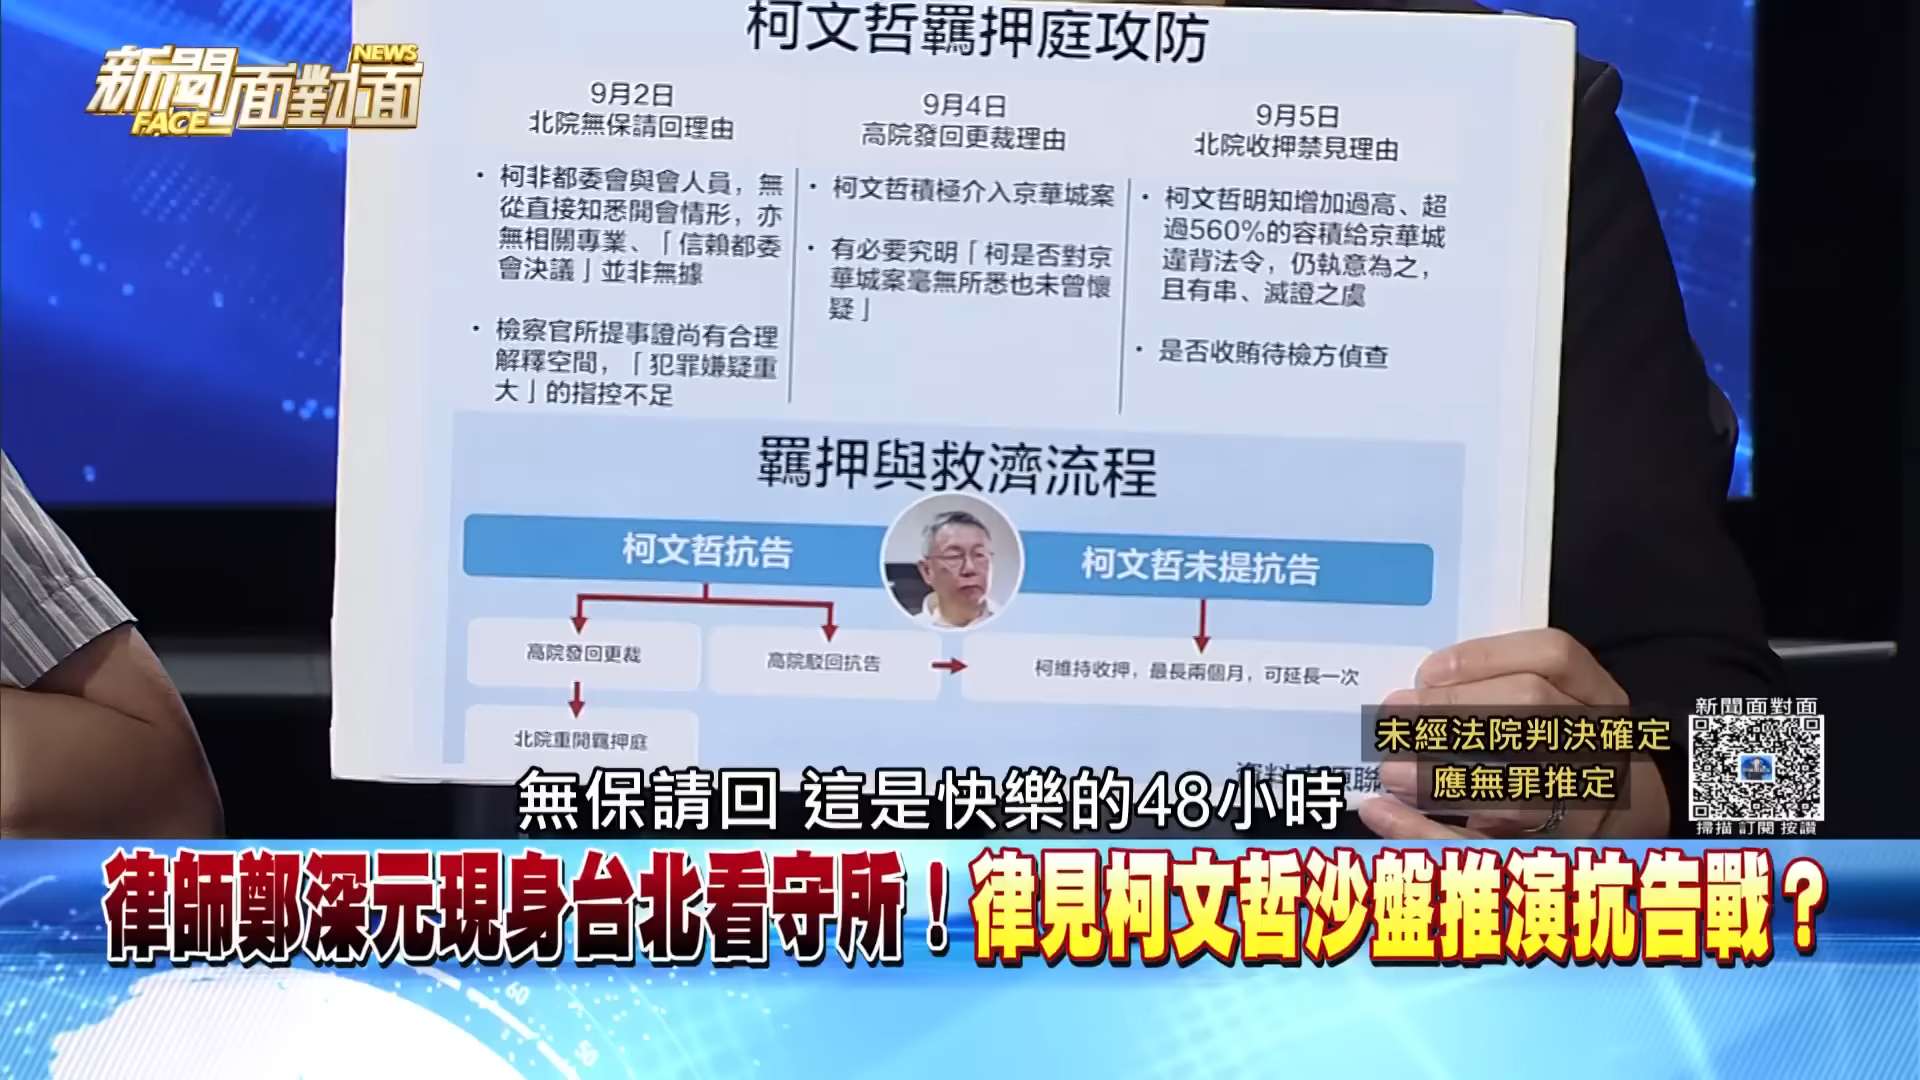 柯文哲羈押庭攻防
新聞面對面
NEWS
FACE
9月2日
北院無保請回理由
• 柯非都委會與會人員，無
從直接知悉開會情形，亦
無相關專業、「信賴都委
會決議」並非無據
• 檢察官所提事證尚有合理
解釋空間，「犯罪嫌疑重
大」的指控不足
9月4日
高院發回更裁理由
• 柯文哲積極介入京華城案
• 有必要究明「柯是否對京
華城案毫無所悉也未曾懷
疑」
9月5日
北院收押禁見理由
• 柯文哲明知增加過高、超
過560%的容積給京華城
違背法令，仍執意為之，
且有串、滅證之虞
• 是否收賄待檢方偵查
羈押與救濟流程
柯文哲抗告
柯文哲未提抗告
高院發回更裁
高院駁回抗告
柯維持收押，最長兩個月，可延長一次
北院重開羈押庭
新聞面對面
未經法院判決確定
應無罪推定
掃描 訂閱 按讚
無保請回 這是快樂的48小時
律師鄭深元現身台北看守所！律見柯文哲沙盤推演抗告戰？
60
50